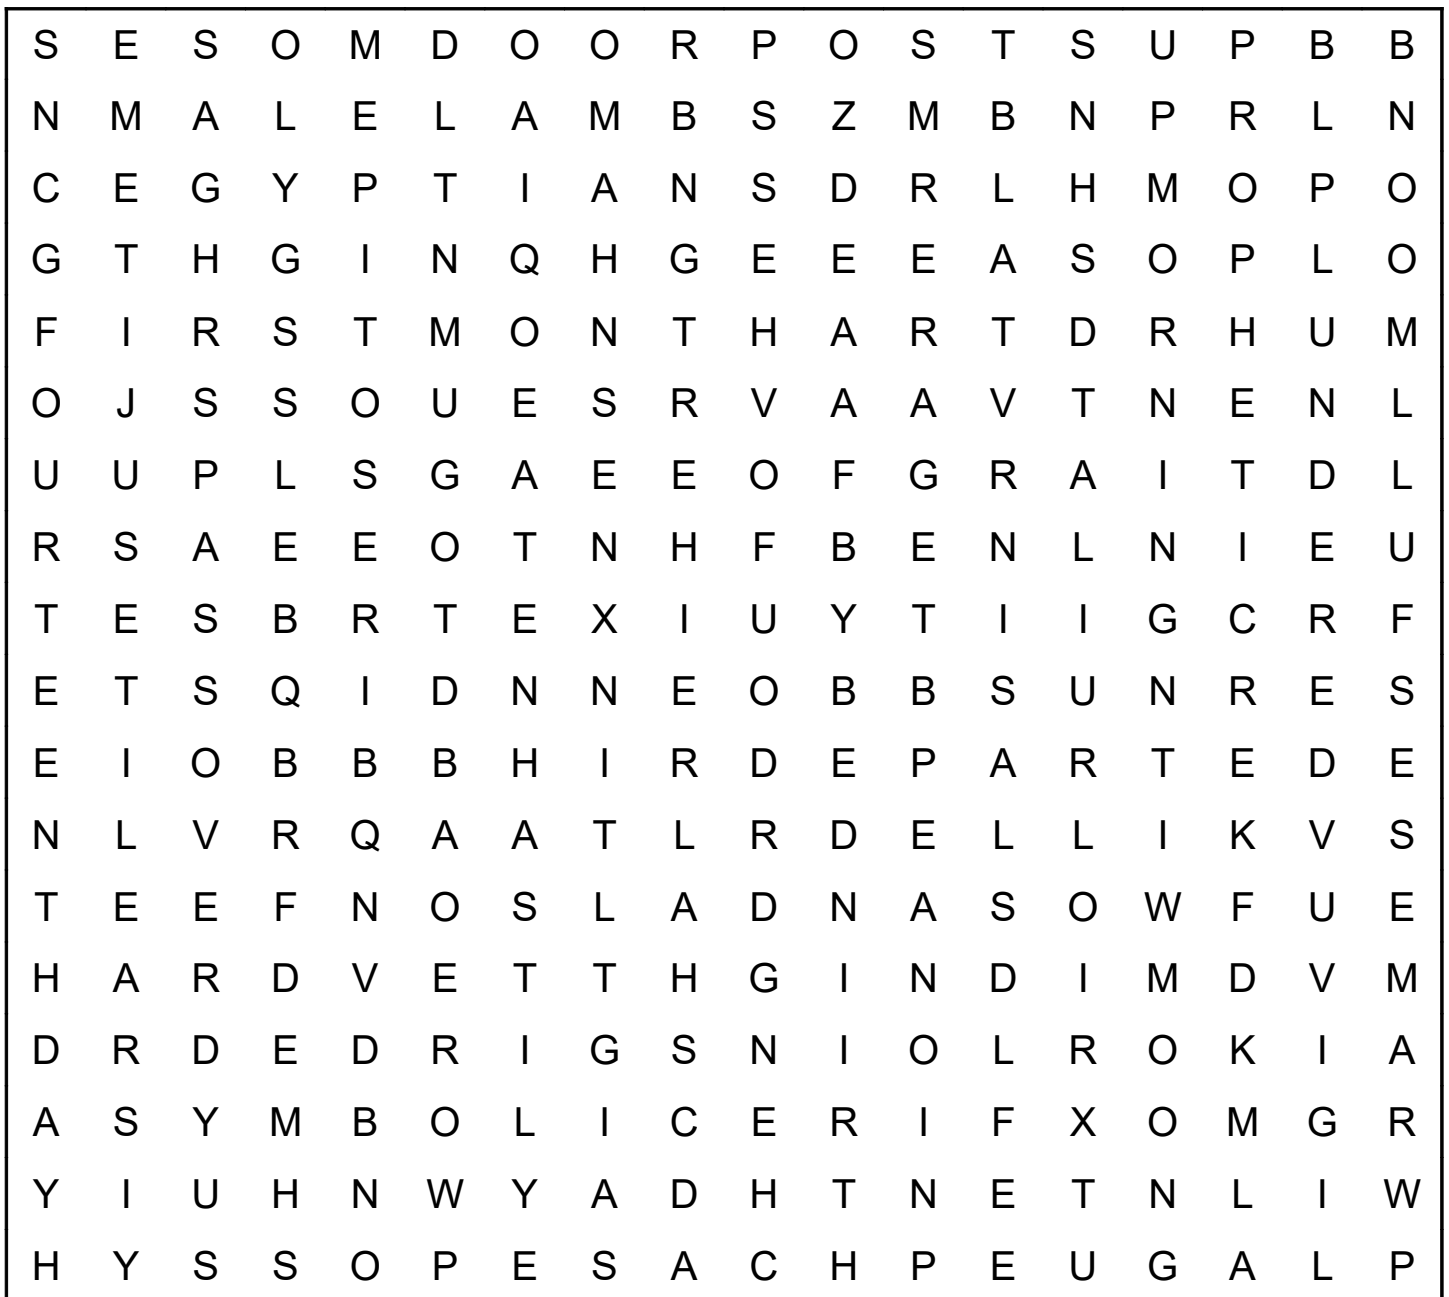 S E S O M D O O R P O S T S U P B B
N M A L E L A M B S Z M B N P R L N
C E G Y P T I A N S D R L H M O P O
G T H G I N Q H G E E E A S O P L O
F I R S T M O N T H A R T D R H U M
O J S S O U E S R V A A V T N E N L
U U P L S G A E E O F G R A I T D L
R S A E E O T N H F B E N L N I E U
T E S B R T E X I U Y T I I G C R F
E T S Q I D N N E O B B S U N R E S
E I O B B B H I R D E P A R T E D E
N L V R Q A A T L R D E L L I K V S
T E E F N O S L A D N A S O W F U E
H A R D V E T T H G I N D I M D V M
D R D E D R I G S N I O L R O K I A
A S Y M B O L I C E R I F X O M G R
Y I U H N W Y A D H T N E T N L I W
H Y S S O P E S A C H P E U G A L P